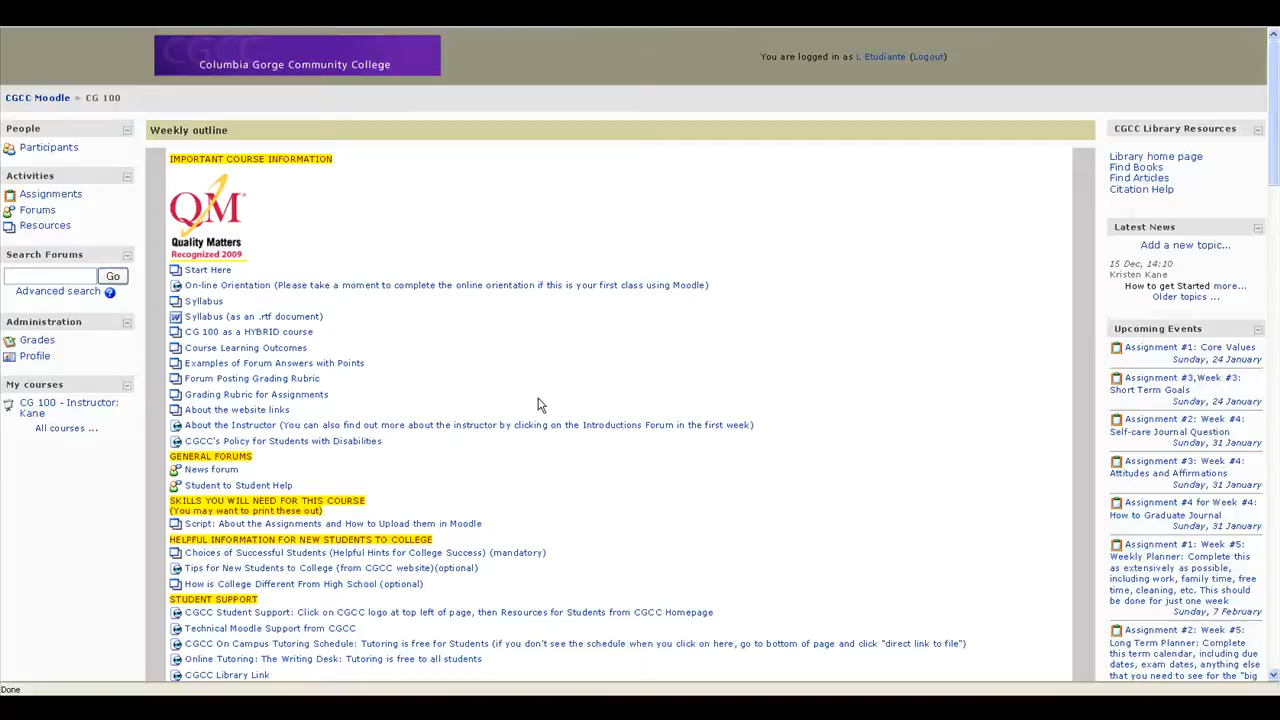 CGCC
Columbia Gorge Community College
You are logged in as L Etudiante (Logout)
CGCC Moodle ► CG 100
People
Participants
Activities
Assignments
Forums
Resources
Search Forums
Go
Advanced search ?
Administration
Grades
Profile
My courses
CG 100 - Instructor:
Kane
All courses ...
Weekly outline
IMPORTANT COURSE INFORMATION
QM
Quality Matters
Recognized 2009
Start Here
On-line Orientation (Please take a moment to complete the online orientation if this is your first class using Moodle)
Syllabus
Syllabus (as an .rtf document)
CG 100 as a HYBRID course
Course Learning Outcomes
Examples of Forum Answers with Points
Forum Posting Grading Rubric
Grading Rubric for Assignments
About the website links
About the Instructor (You can also find out more about the instructor by clicking on the Introductions Forum in the first week)
CGCC's Policy for Students with Disabilities
GENERAL FORUMS
News forum
Student to Student Help
SKILLS YOU WILL NEED FOR THIS COURSE
(You may want to print these out)
Script: About the Assignments and How to Upload them in Moodle
HELPFUL INFORMATION FOR NEW STUDENTS TO COLLEGE
Choices of Successful Students (Helpful Hints for College Success) (mandatory)
Tips for New Students to College (from CGCC website)(optional)
How is College Different From High School (optional)
STUDENT SUPPORT
CGCC Student Support: Click on CGCC logo at top left of page, then Resources for Students from CGCC Homepage
Technical Moodle Support from CGCC
CGCC On Campus Tutoring Schedule: Tutoring is free for Students (if you don't see the schedule when you click on here, go to bottom of page and click "direct link to file")
Online Tutoring: The Writing Desk: Tutoring is free to all students
CGCC Library Link
CGCC Library Resources
Library home page
Find Books
Find Articles
Citation Help
Latest News
Add a new topic...
15 Dec, 14:10
Kristen Kane
How to get Started more...
Older topics ...
Upcoming Events
Assignment #1: Core Values
Sunday, 24 January
Assignment #3,Week #3:
Short Term Goals
Sunday, 24 January
Assignment #2: Week #4:
Self-care Journal Question
Sunday, 31 January
Assignment #3: Week #4:
Attitudes and Affirmations
Sunday, 31 January
Assignment #4 for Week #4:
How to Graduate Journal
Sunday, 31 January
Assignment #1: Week #5:
Weekly Planner: Complete this
as extensively as possible,
including work, family time, free
time, cleaning, etc. This should
be done for just one week
Sunday, 7 February
Assignment #2: Week #5:
Long Term Planner: Complete
this term calendar, including due
dates, exam dates, anything else
that you need to see for the "big
Done